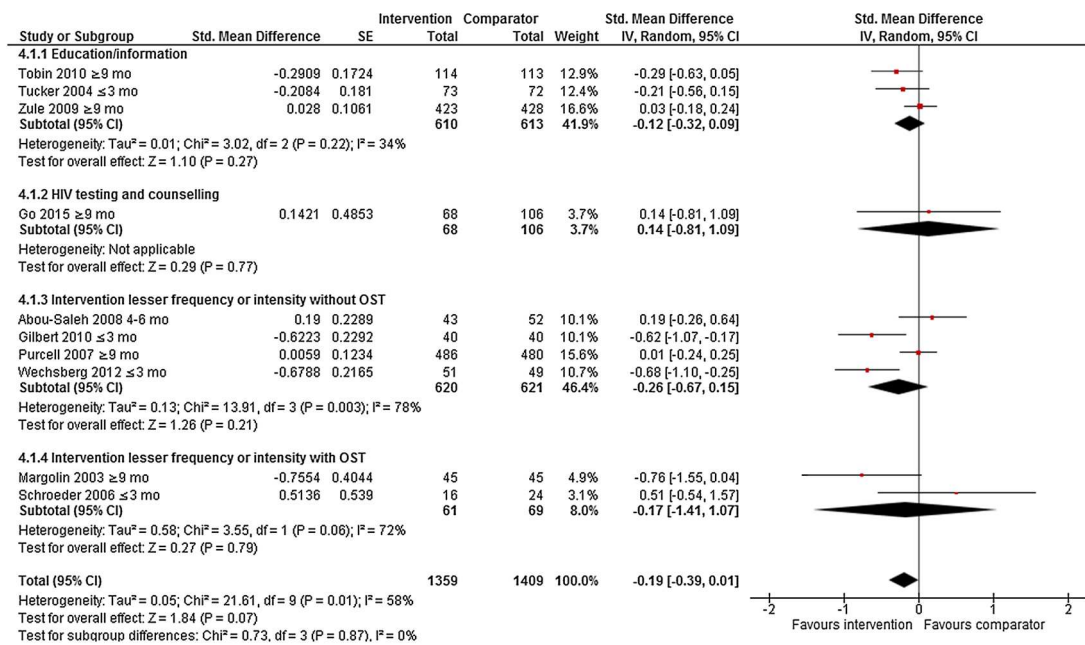 Intervention Comparator Std. Mean Difference Std. Mean Difference
Study or Subgroup Std. Mean Difference SE Total Total Weight IV, Random, 95% CI IV, Random, 95% CI
4.1.1 Education/information
Tobin 2010 ≥9 mo -0.2909 0.1724 114 113 12.9% -0.29 [-0.63, 0.05]
Tucker 2004 ≤3 mo -0.2084 0.181 73 72 12.4% -0.21 [-0.56, 0.15]
Zule 2009 ≥9 mo 0.028 0.1061 423 428 16.6% 0.03 [-0.18, 0.24]
Subtotal (95% CI) 610 613 41.9% -0.12 [-0.32, 0.09]
Heterogeneity: Tau² = 0.01; Chi² = 3.02, df = 2 (P = 0.22); I² = 34%
Test for overall effect: Z = 1.10 (P = 0.27)
4.1.2 HIV testing and counselling
Go 2015 ≥9 mo 0.1421 0.4853 68 106 3.7% 0.14 [-0.81, 1.09]
Subtotal (95% CI) 68 106 3.7% 0.14 [-0.81, 1.09]
Heterogeneity: Not applicable
Test for overall effect: Z = 0.29 (P = 0.77)
4.1.3 Intervention lesser frequency or intensity without OST
Abou-Saleh 2008 4-6 mo 0.19 0.2289 43 52 10.1% 0.19 [-0.26, 0.64]
Gilbert 2010 ≤3 mo -0.6223 0.2292 40 40 10.1% -0.62 [-1.07, -0.17]
Purcell 2007 ≥9 mo 0.0059 0.1234 486 480 15.6% 0.01 [-0.24, 0.25]
Wechsberg 2012 ≤3 mo -0.6788 0.2165 51 49 10.7% -0.68 [-1.10, -0.25]
Subtotal (95% CI) 620 621 46.4% -0.26 [-0.67, 0.15]
Heterogeneity: Tau² = 0.13; Chi² = 13.91, df = 3 (P = 0.003); I² = 78%
Test for overall effect: Z = 1.26 (P = 0.21)
4.1.4 Intervention lesser frequency or intensity with OST
Margolin 2003 ≥9 mo -0.7554 0.4044 45 45 4.9% -0.76 [-1.55, 0.04]
Schroeder 2006 ≤3 mo 0.5136 0.539 16 24 3.1% 0.51 [-0.54, 1.57]
Subtotal (95% CI) 61 69 8.0% -0.17 [-1.41, 1.07]
Heterogeneity: Tau² = 0.58; Chi² = 3.55, df = 1 (P = 0.06); I² = 72%
Test for overall effect: Z = 0.27 (P = 0.79)
Total (95% CI) 1359 1409 100.0% -0.19 [-0.39, 0.01]
Heterogeneity: Tau² = 0.05; Chi² = 21.61, df = 9 (P = 0.01); I² = 58%
Test for overall effect: Z = 1.84 (P = 0.07)
Test for subgroup differences: Chi² = 0.73, df = 3 (P = 0.87), I² = 0%
-2 -1 0 1 2
Favours intervention Favours comparator